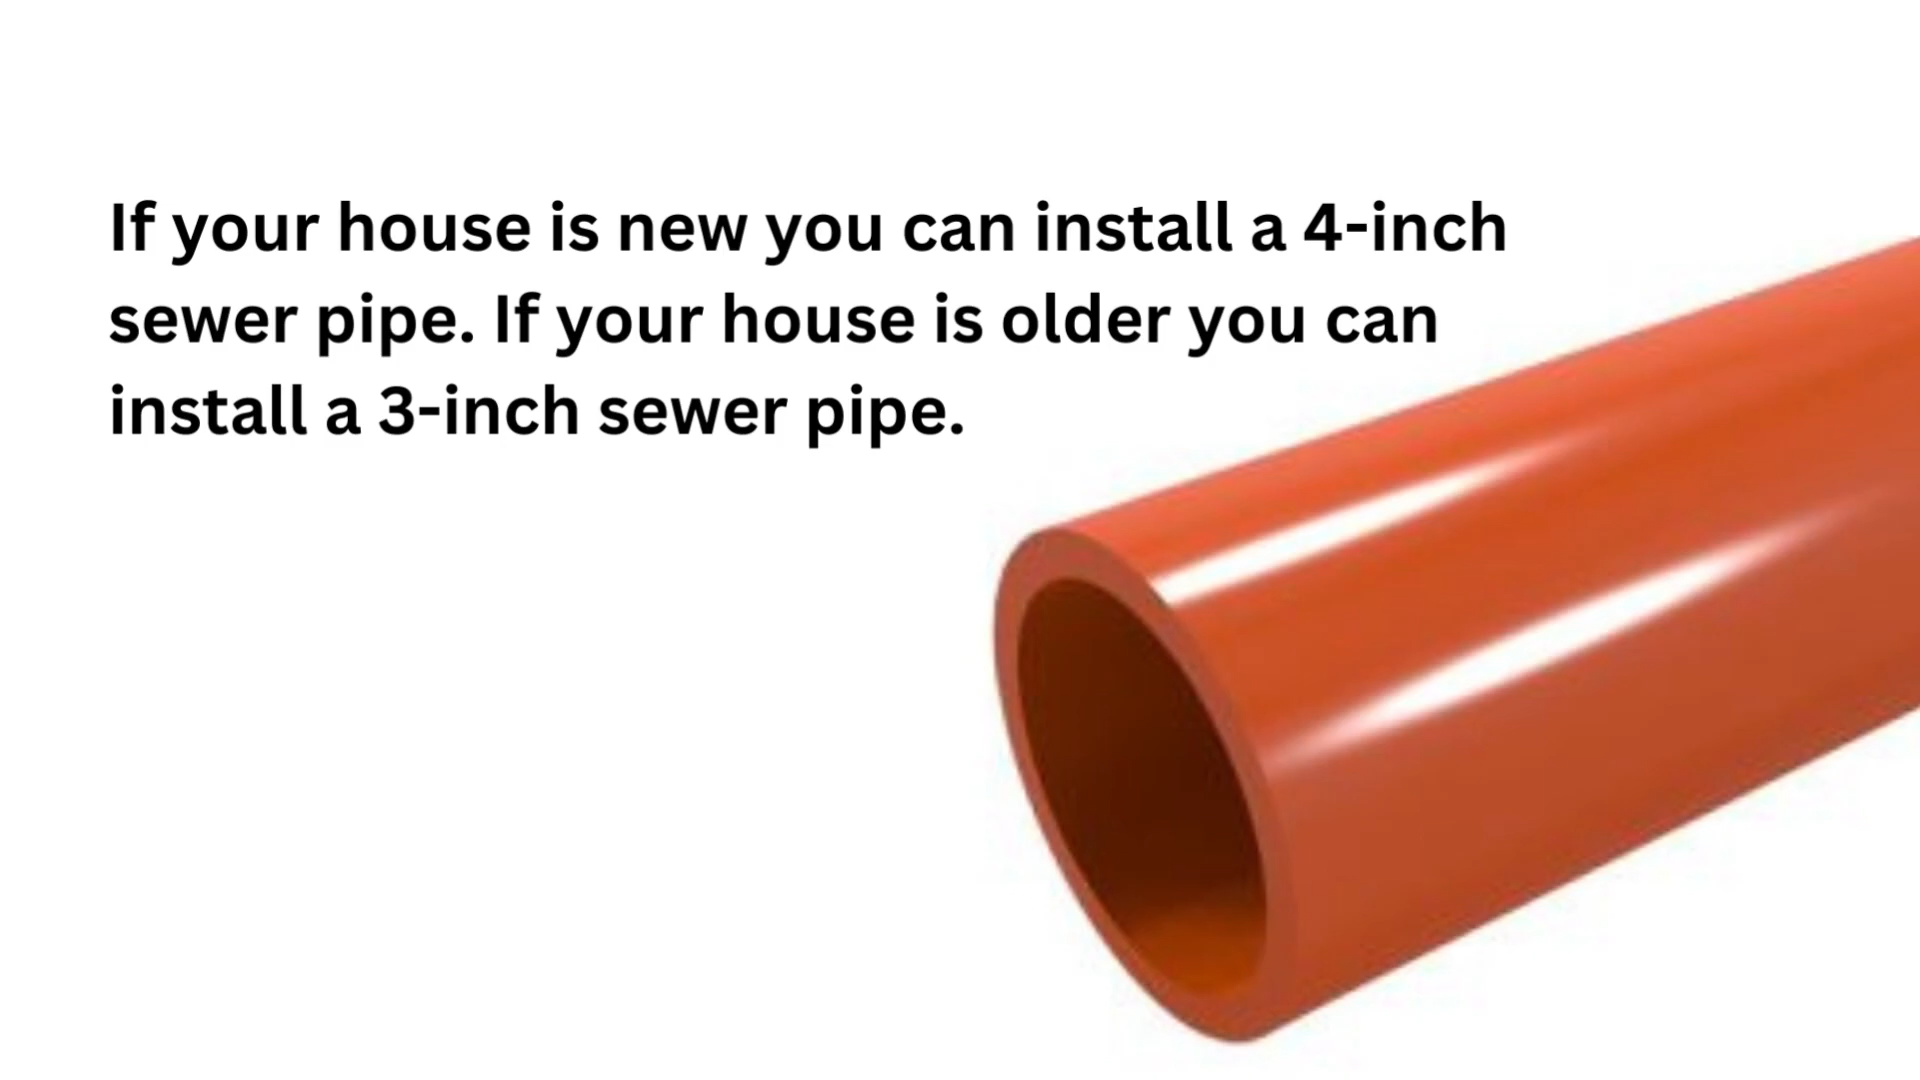 If your house is new you can install a 4-inch
sewer pipe. If your house is older you can
install a 3-inch sewer pipe.